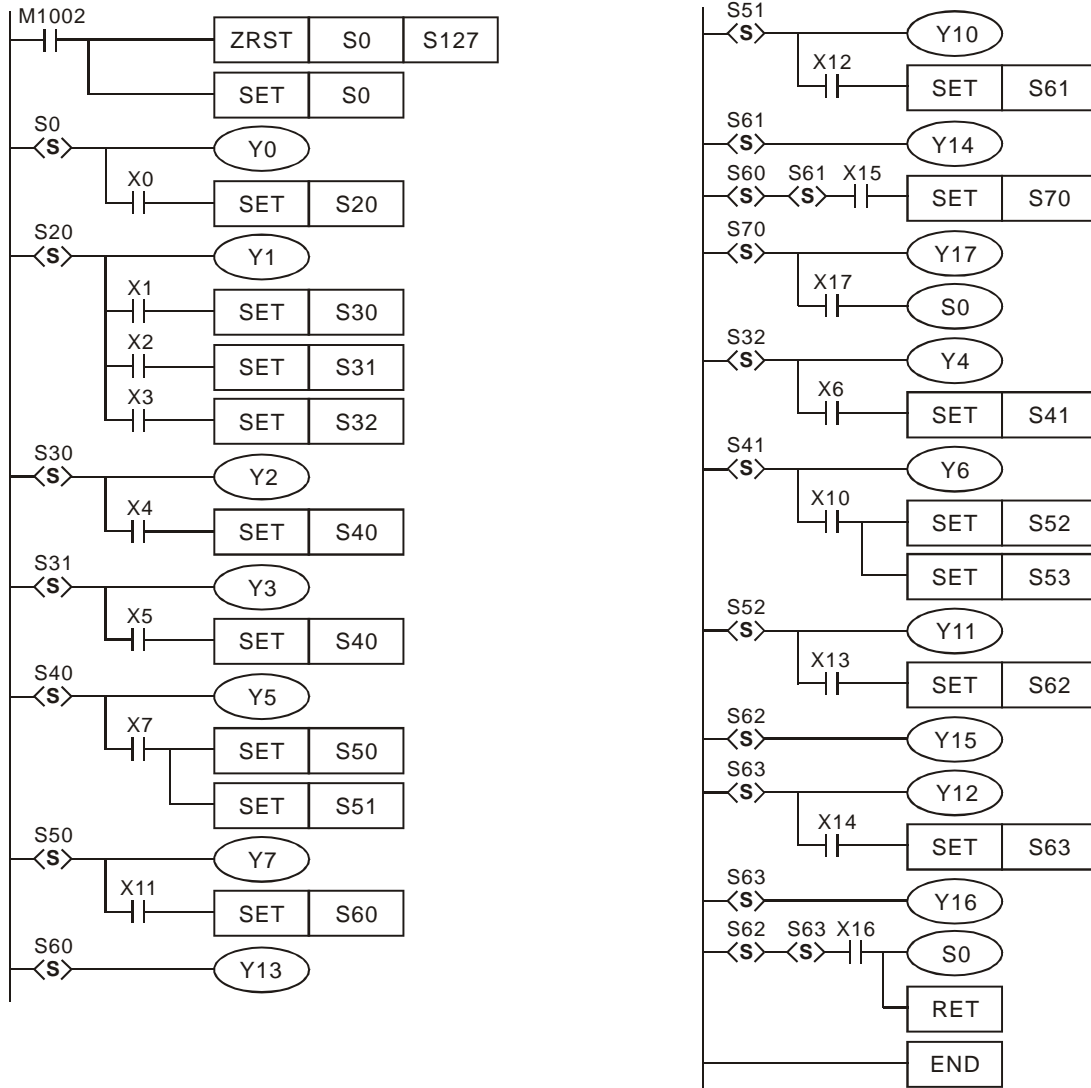 M1002
ZRST S0 S127
SET S0
S0
S Y0
X0
SET S20
S20
S Y1
X1
SET S30
X2
SET S31
X3
SET S32
S30
S Y2
X4
SET S40
S31
S Y3
X5
SET S40
S40
S Y5
X7
SET S50
SET S51
S50
S Y7
X11
SET S60
S60
S Y13
S51
S Y10
X12
SET S61
S61
S Y14
S60 S61 X15
S S SET S70
S70
S Y17
X17
S0
S32
S Y4
X6
SET S41
S41
S Y6
X10
SET S52
SET S53
S52
S Y11
X13
SET S62
S62
S Y15
S63
S Y12
X14
SET S63
S63
S Y16
S62 S63 X16
S S S0
RET
END